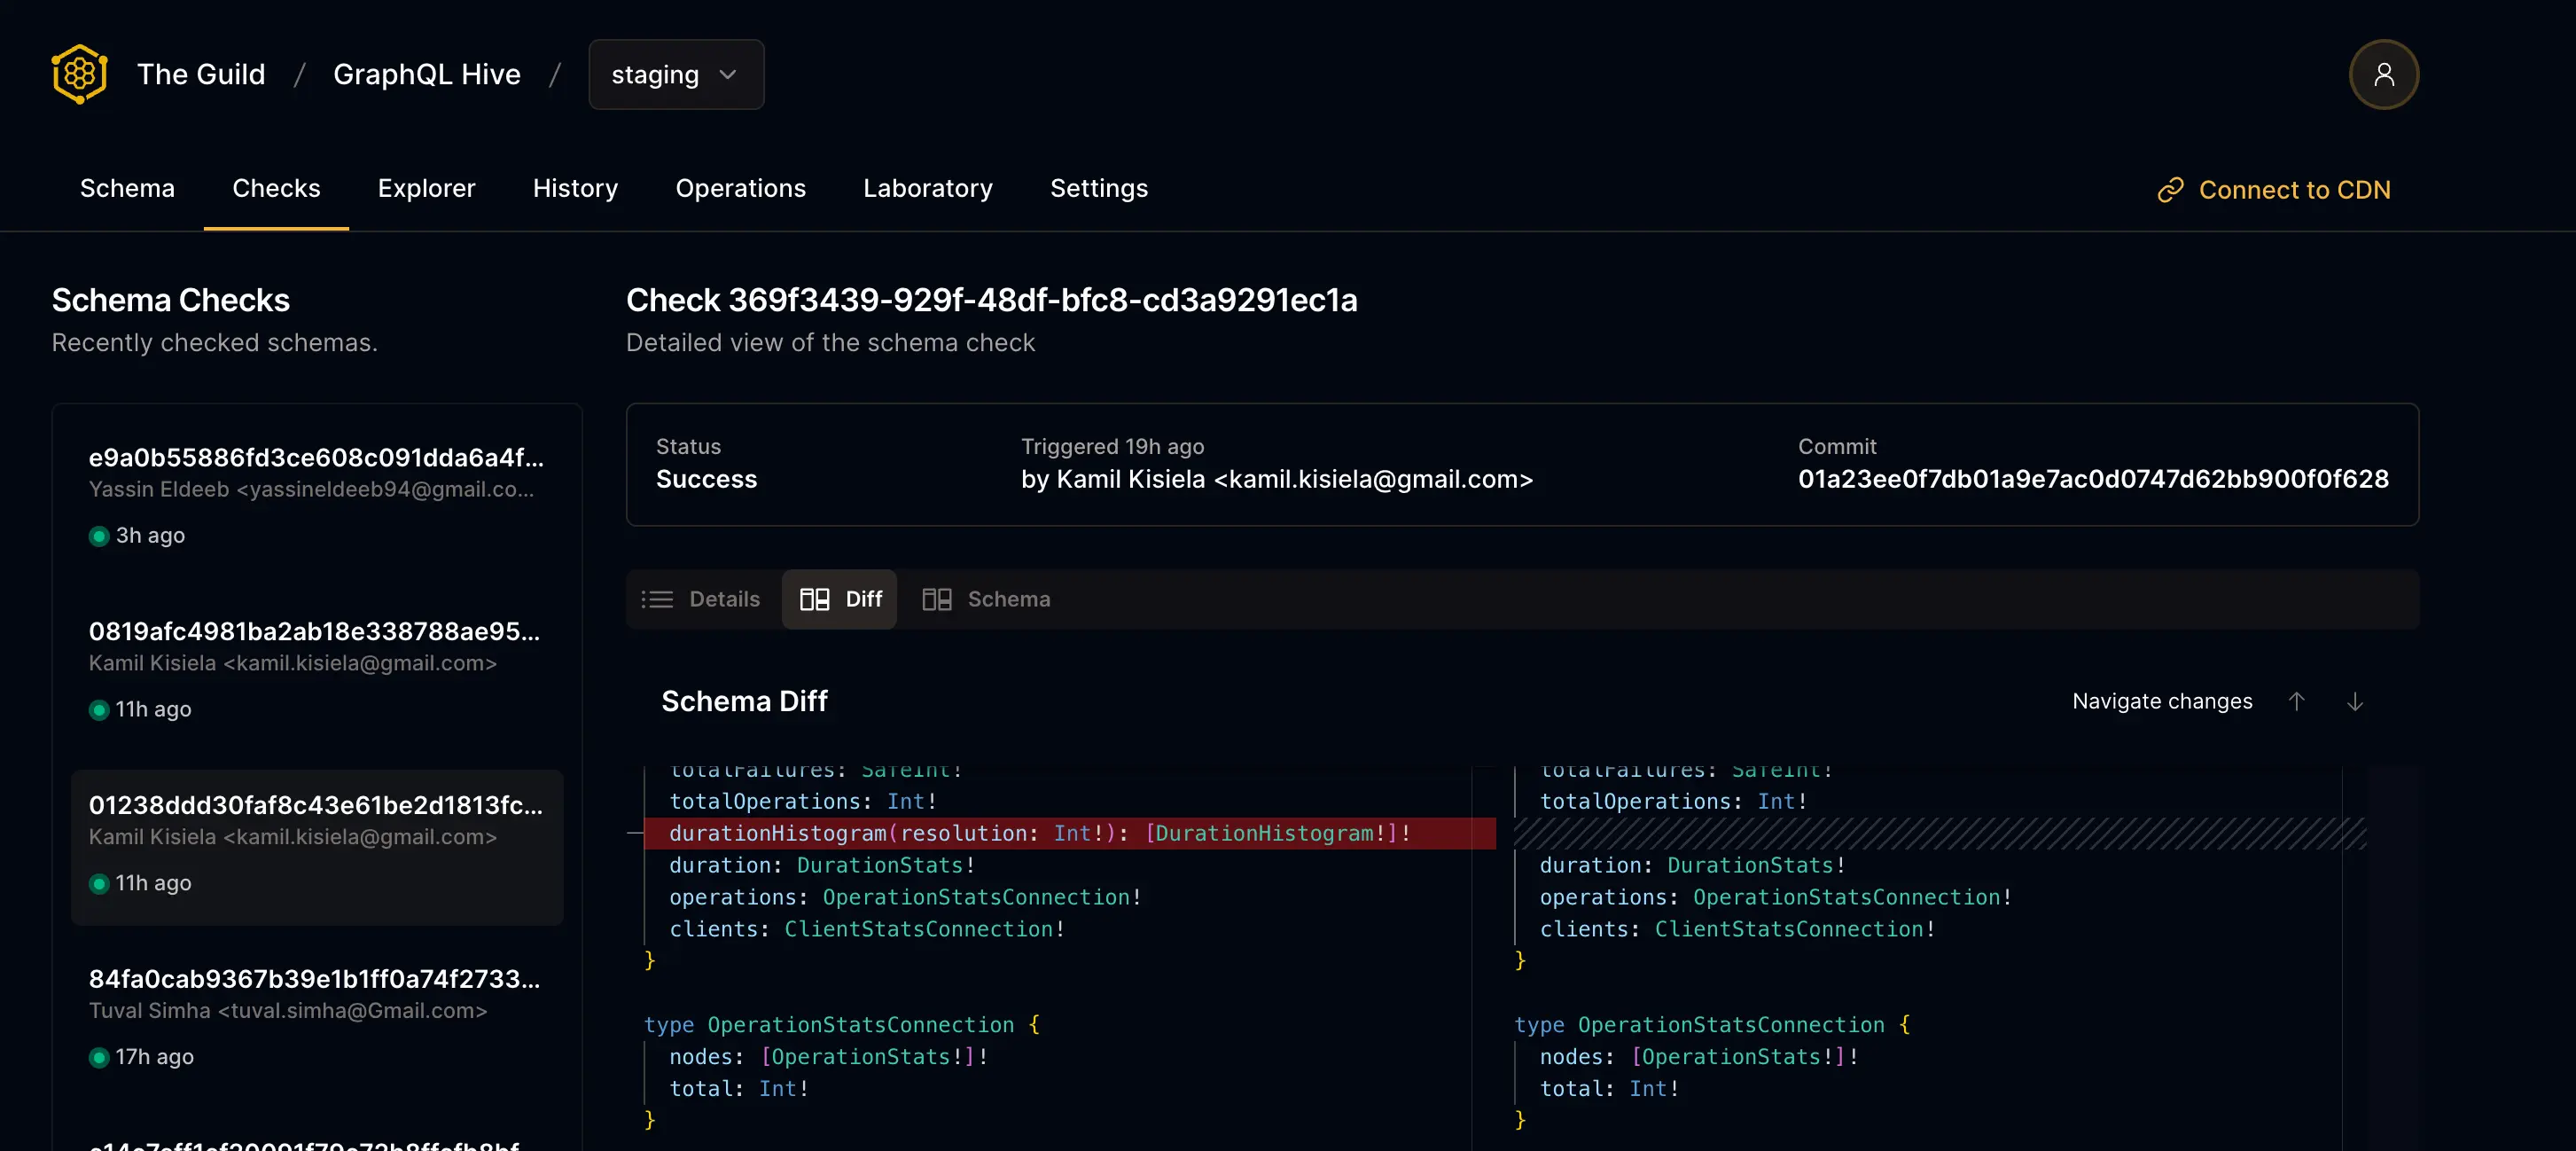 The Guild / GraphQL Hive / staging
Schema Checks Explorer History Operations Laboratory Settings
Connect to CDN
Schema Checks
Recently checked schemas.
e9a0b55886fd3ce608c091dda6a4f...
Yassin Eldeeb <yassineldeeb94@gmail.co...
3h ago
0819afc4981ba2ab18e338788ae95...
Kamil Kisiela <kamil.kisiela@gmail.com>
11h ago
01238ddd30faf8c43e61be2d1813fc...
Kamil Kisiela <kamil.kisiela@gmail.com>
11h ago
84fa0cab9367b39e1b1ff0a74f2733...
Tuval Simha <tuval.simha@Gmail.com>
17h ago
Check 369f3439-929f-48df-bfc8-cd3a9291ec1a
Detailed view of the schema check
Status
Success
Triggered 19h ago
by Kamil Kisiela <kamil.kisiela@gmail.com>
Commit
01a23ee0f7db01a9e7ac0d0747d62bb900f0f628
Details Diff Schema
Schema Diff
Navigate changes
totalFailures: SafeInt!
totalOperations: Int!
durationHistogram(resolution: Int!): [DurationHistogram!]!
duration: DurationStats!
operations: OperationStatsConnection!
clients: ClientStatsConnection!
}
type OperationStatsConnection {
nodes: [OperationStats!]!
total: Int!
}
totalFailures: SafeInt!
totalOperations: Int!
duration: DurationStats!
operations: OperationStatsConnection!
clients: ClientStatsConnection!
}
type OperationStatsConnection {
nodes: [OperationStats!]!
total: Int!
}